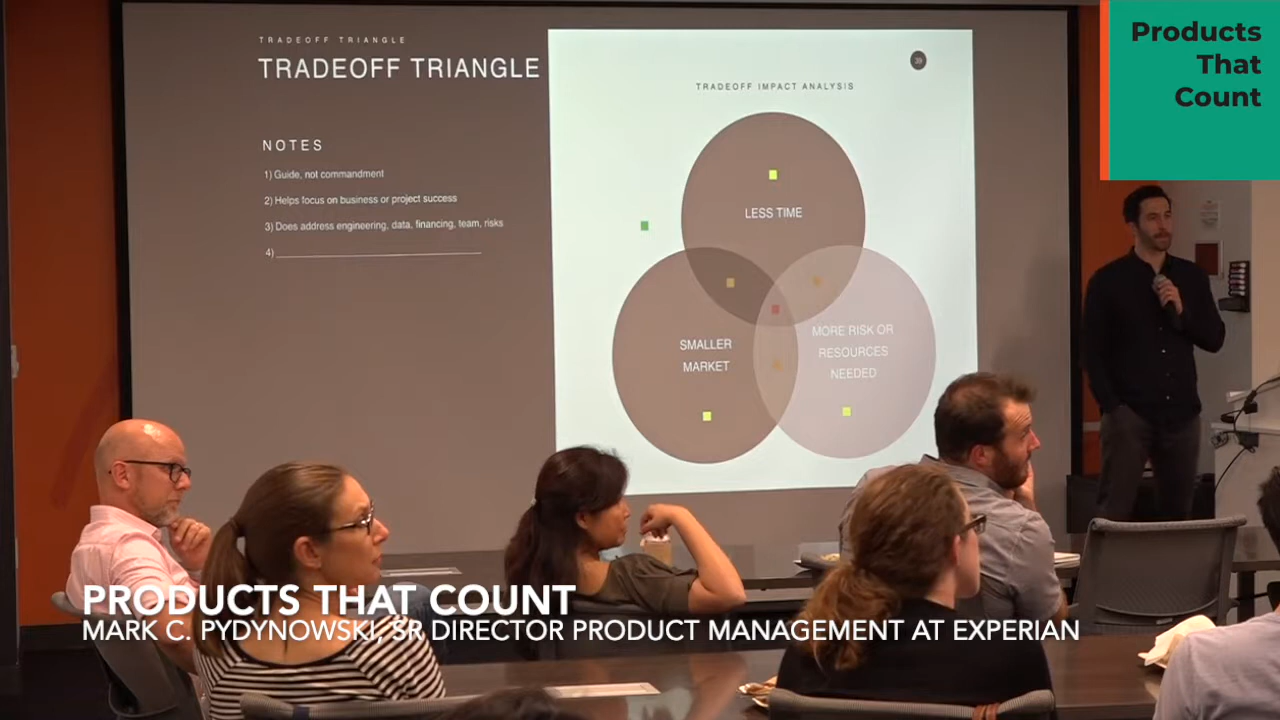 Products
That
Count
TRADEOFF TRIANGLE
TRADEOFF TRIANGLE
NOTES
1) Guide, not commandment
2) Helps focus on business or project success
3) Does address engineering, data, financing, team, risks
4)
TRADEOFF IMPACT ANALYSIS
LESS TIME
SMALLER
MARKET
MORE RISK OR
RESOURCES
NEEDED
PRODUCTS THAT COUNT
MARK C. PYDYNOWSKI, SR DIRECTOR PRODUCT MANAGEMENT AT EXPERIAN